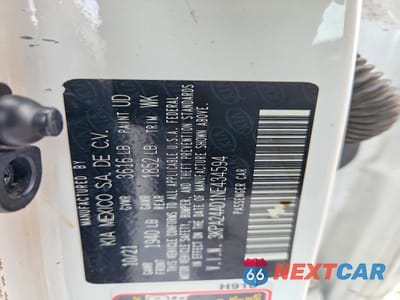 MANUFACTURED BY
KIA MEXICO S.A. DE C.V.
10/21 3616 LB PAINT UD
GVWR
GAWR FRONT 1940 LB GAWR REAR 1852 LB TRIM WK
THIS VEHICLE CONFORMS TO ALL APPLICABLE U.S.A. FEDERAL
MOTOR VEHICLE SAFETY, BUMPER, AND THEFT PREVENTION STANDARDS
IN EFFECT ON THE DATE OF MANUFACTURE SHOWN ABOVE.
V.I.N. 3KPA24AD1NE434594
PASSENGER CAR
66 NEXTCAR